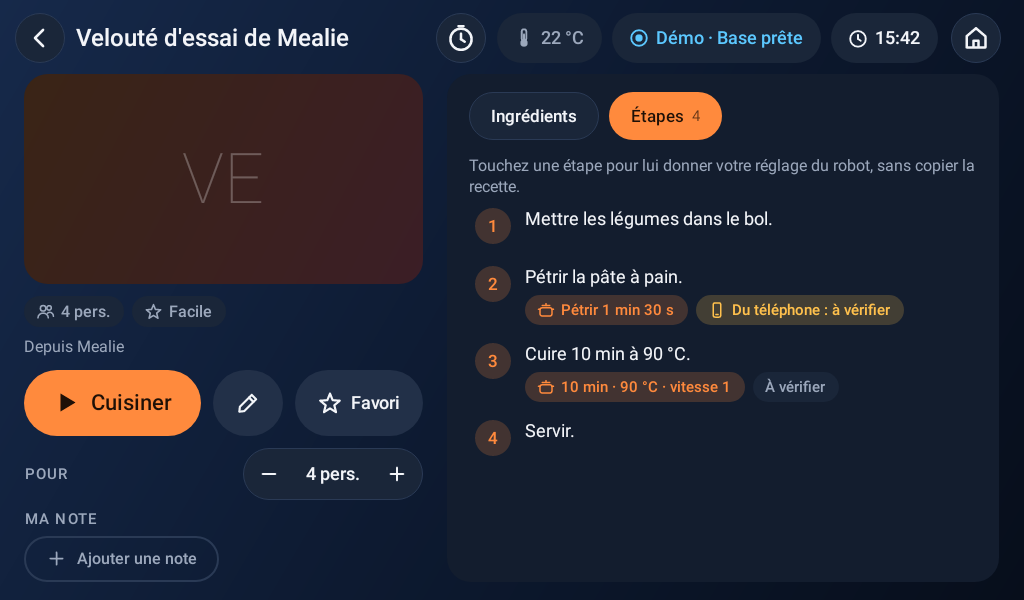 Velouté d'essai de Mealie
22 °C
Démo · Base prête
15:42
VE
4 pers.
Facile
Depuis Mealie
Cuisiner
Favori
POUR
4 pers.
MA NOTE
Ajouter une note
Ingrédients
Étapes 4
Touchez une étape pour lui donner votre réglage du robot, sans copier la
recette.
1 Mettre les légumes dans le bol.
2 Pétrir la pâte à pain.
Pétrir 1 min 30 s
Du téléphone : à vérifier
3 Cuire 10 min à 90 °C.
10 min · 90 °C · vitesse 1
À vérifier
4 Servir.